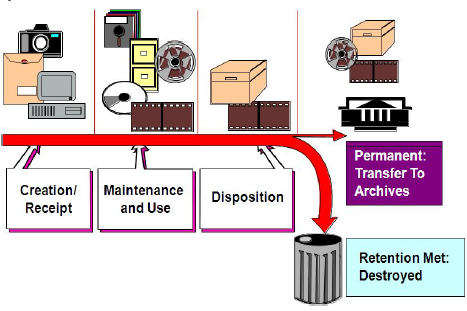 Creation/
Receipt
Maintenance
and Use
Disposition
Permanent:
Transfer To
Archives
Retention Met:
Destroyed